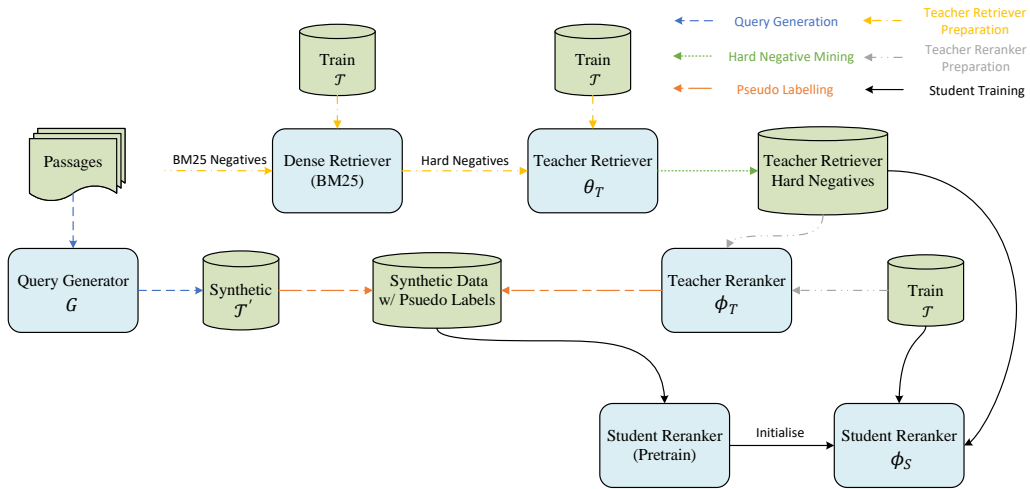 Query Generation
Teacher Retriever
Preparation
Hard Negative Mining
Teacher Reranker
Preparation
Pseudo Labelling
Student Training
Train
𝒯
Train
𝒯
Passages
BM25 Negatives
Dense Retriever
(BM25)
Hard Negatives
Teacher Retriever
θ_T
Teacher Retriever
Hard Negatives
Query Generator
G
Synthetic
𝒯′
Synthetic Data
w/ Psuedo Labels
Teacher Reranker
ϕ_T
Train
𝒯
Student Reranker
(Pretrain)
Initialise
Student Reranker
ϕ_S